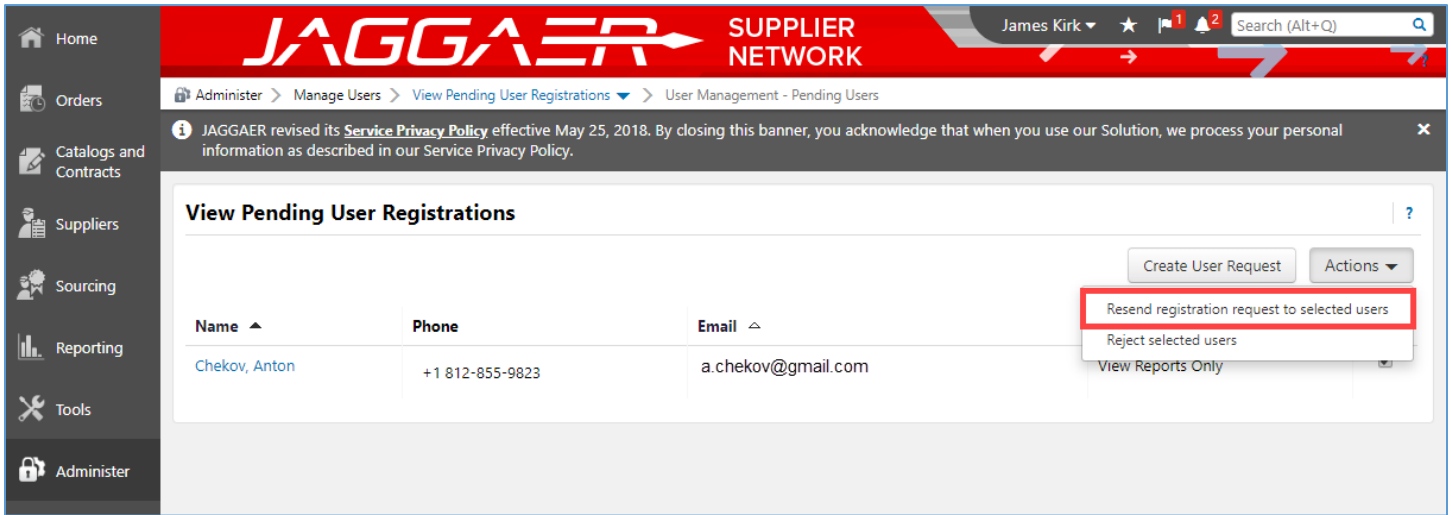 Home
JAGGAER
SUPPLIER
NETWORK
James Kirk
1
2
Search (Alt+Q)
?
Orders
Administer > Manage Users > View Pending User Registrations > User Management - Pending Users
JAGGAER revised its Service Privacy Policy effective May 25, 2018. By closing this banner, you acknowledge that when you use our Solution, we process your personal
information as described in our Service Privacy Policy.
×
Catalogs and
Contracts
Suppliers
View Pending User Registrations
?
Sourcing
Create User Request
Actions
Resend registration request to selected users
Reject selected users
Name
Phone
Email
Reporting
Chekov, Anton
+1 812-855-9823
a.chekov@gmail.com
View Reports Only
Tools
Administer